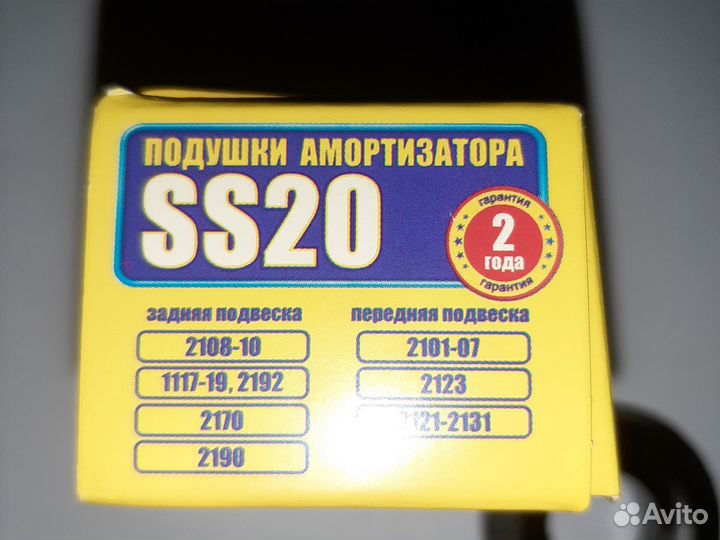 ПОДУШКИ АМОРТИЗАТОРА
SS20
гарантия
2
года
гарантия
задняя подвеска
2108-10
1117-19, 2192
2170
2190
передняя подвеска
2101-07
2123
2121-2131
Avito